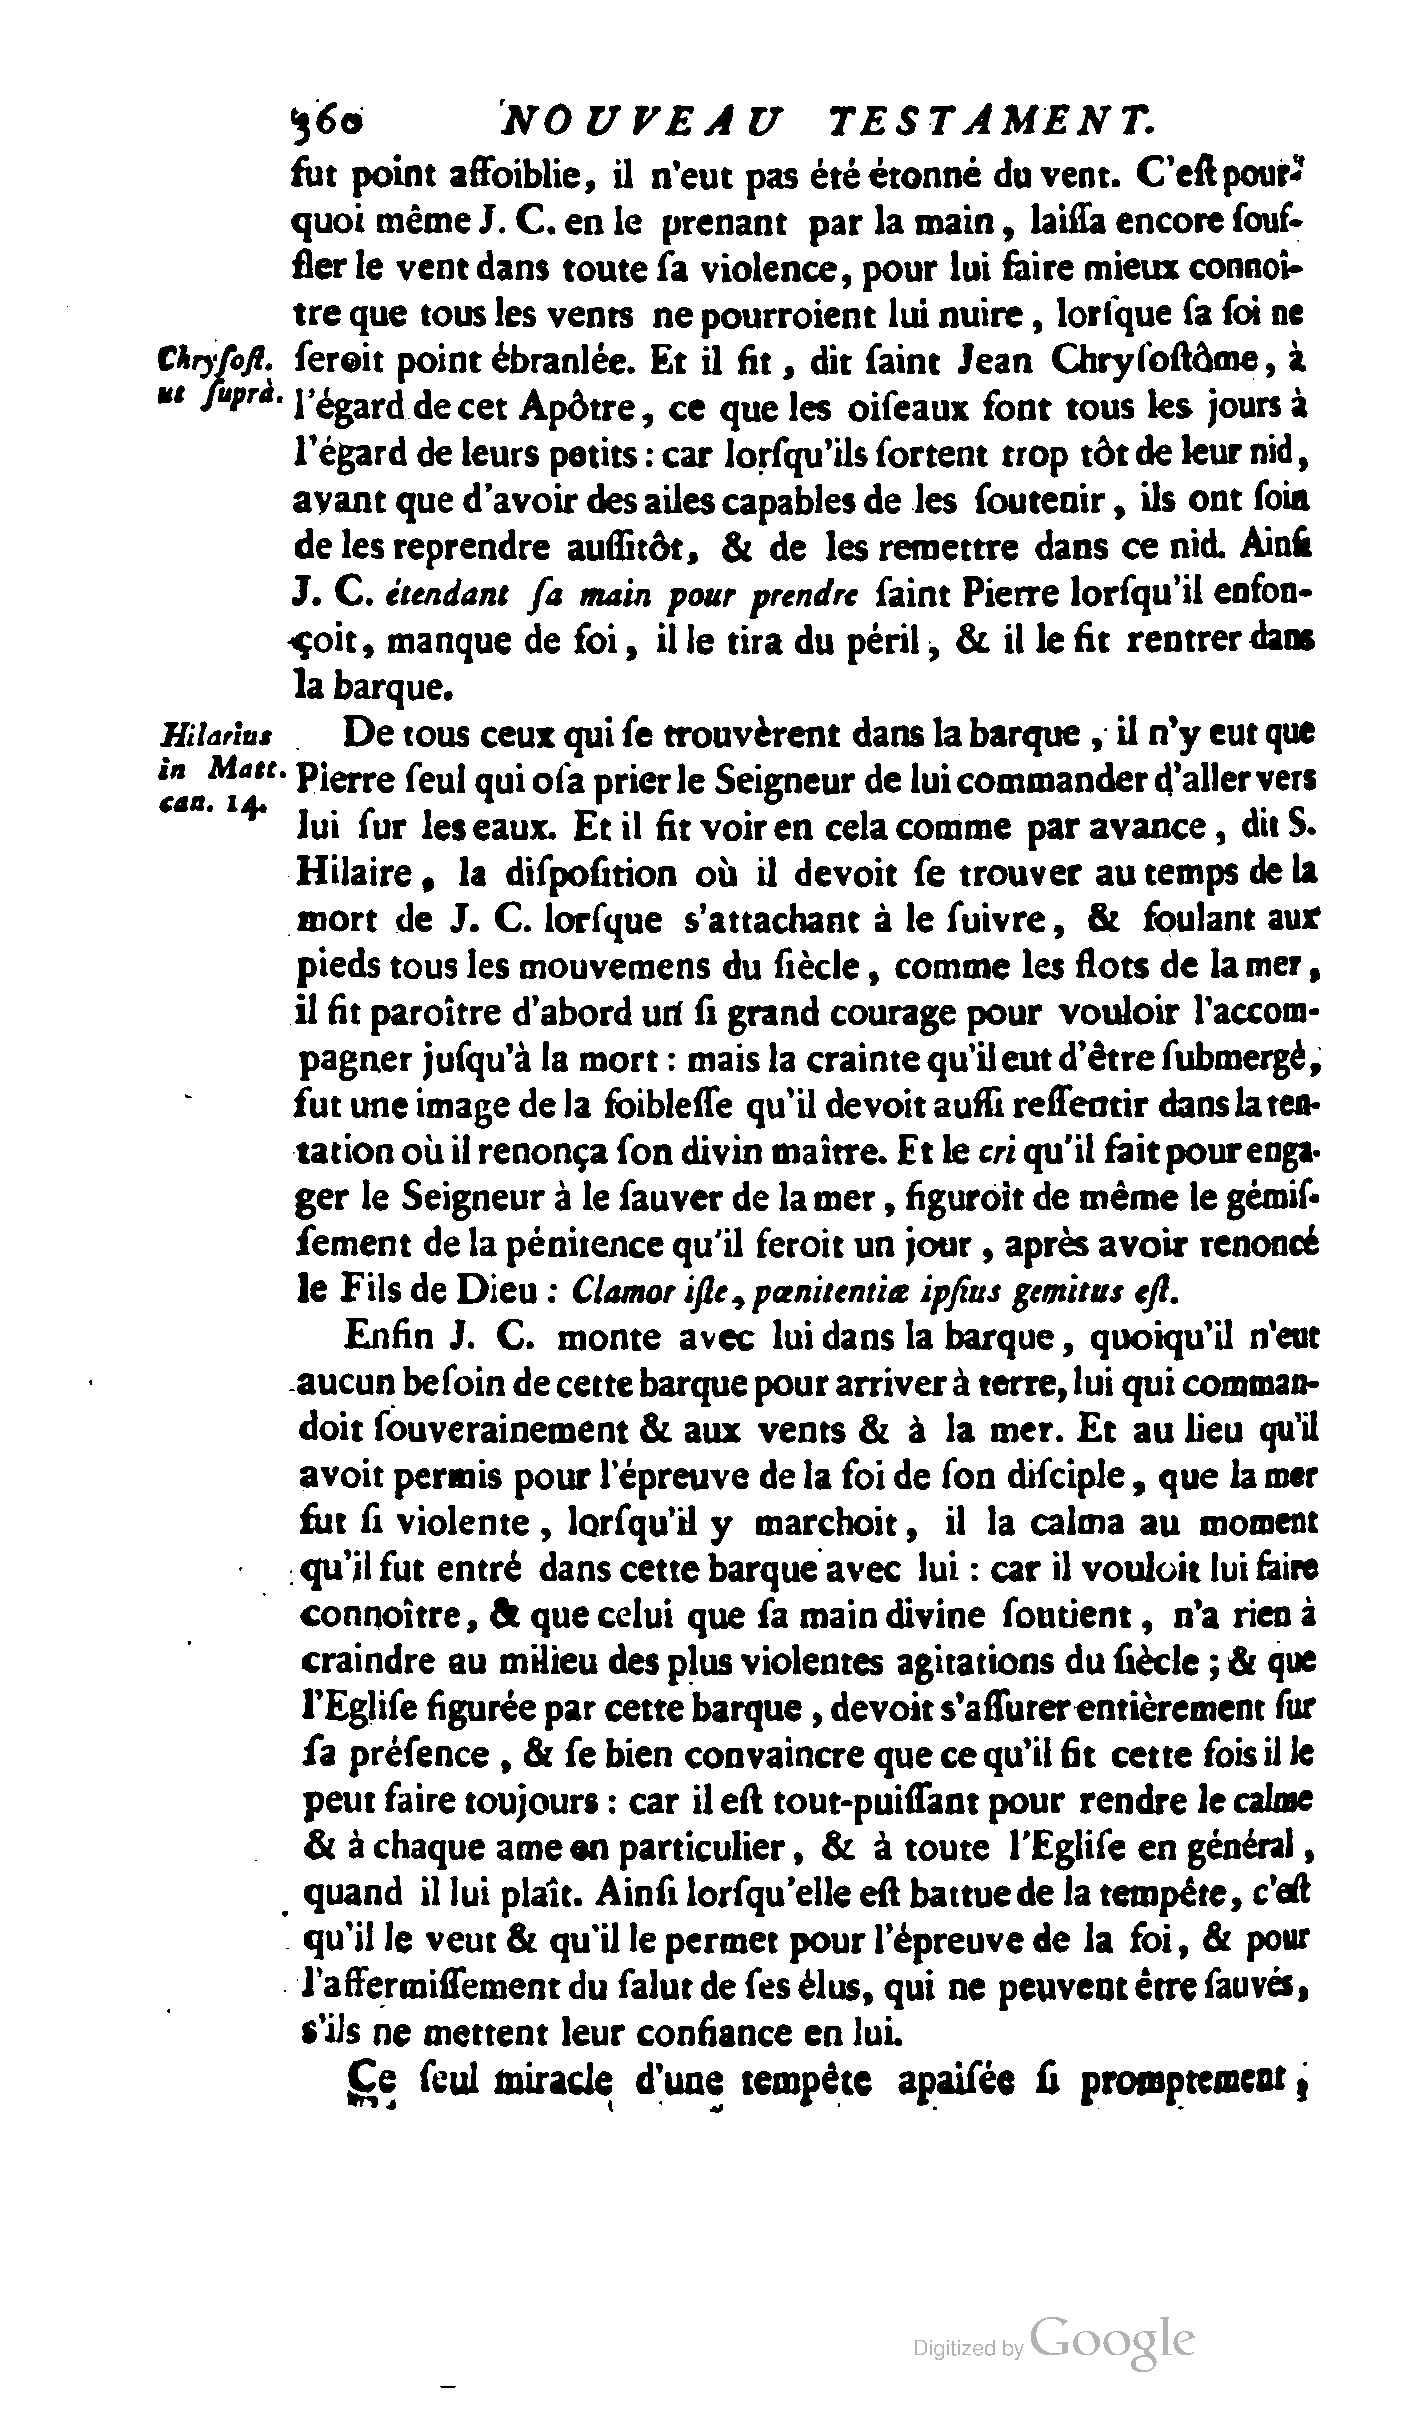 360 NOUVEAU TESTAMENT.
fut point affoiblie, il n'eut pas été étonné du vent. C'eſt pour-
quoi même J. C. en le prenant par la main, laiſſa encore ſouf-
fler le vent dans toute ſa violence, pour lui faire mieux connoî-
tre que tous les vents ne pourroient lui nuire, lorſque ſa foi ne
Chryſoſt. ſeroit point ébranlée. Et il fit, dit ſaint Jean Chryſoſtôme, à
ut ſuprà. l'égard de cet Apôtre, ce que les oiſeaux font tous les jours à
l'égard de leurs petits : car lorſqu'ils ſortent trop tôt de leur nid,
avant que d'avoir des ailes capables de les ſoutenir, ils ont ſoin
de les reprendre auſſitôt, & de les remettre dans ce nid. Ainſi
J. C. étendant ſa main pour prendre ſaint Pierre lorſqu'il enfon-
çoit, manque de foi, il le tira du péril, & il le fit rentrer dans
la barque.
Hilarius De tous ceux qui ſe trouvèrent dans la barque, il n'y eut que
in Matt. Pierre ſeul qui oſa prier le Seigneur de lui commander d'aller vers
can. 14. lui ſur les eaux. Et il fit voir en cela comme par avance, dit S.
Hilaire, la diſpoſition où il devoit ſe trouver au temps de la
mort de J. C. lorſque s'attachant à le ſuivre, & foulant aux
pieds tous les mouvemens du ſiècle, comme les flots de la mer,
il fit paroître d'abord un ſi grand courage pour vouloir l'accom-
pagner juſqu'à la mort : mais la crainte qu'il eut d'être ſubmergé,
fut une image de la foibleſſe qu'il devoit auſſi reſſentir dans la ten-
tation où il renonça ſon divin maître. Et le cri qu'il fait pour enga-
ger le Seigneur à le ſauver de la mer, figuroit de même le gémiſ-
ſement de la pénitence qu'il feroit un jour, après avoir renoncé
le Fils de Dieu : Clamor iſte, pœnitentiæ ipſius gemitus eſt.
Enfin J. C. monte avec lui dans la barque, quoiqu'il n'eut
aucun beſoin de cette barque pour arriver à terre, lui qui comman-
doit ſouverainement & aux vents & à la mer. Et au lieu qu'il
avoit permis pour l'épreuve de la foi de ſon diſciple, que la mer
fut ſi violente, lorſqu'il y marchoit, il la calma au moment
qu'il fut entré dans cette barque avec lui : car il vouloit lui faire
connoître, & que celui que ſa main divine ſoutient, n'a rien à
craindre au milieu des plus violentes agitations du ſiècle ; & que
l'Egliſe figurée par cette barque, devoit s'aſſurer entièrement ſur
ſa préſence, & ſe bien convaincre que ce qu'il fit cette fois il le
peut faire toujours : car il eſt tout-puiſſant pour rendre le calme
& à chaque ame en particulier, & à toute l'Egliſe en général,
quand il lui plaît. Ainſi lorſqu'elle eſt battue de la tempête, c'eſt
qu'il le veut & qu'il le permet pour l'épreuve de la foi, & pour
l'affermiſſement du ſalut de ſes élus, qui ne peuvent être ſauvés,
s'ils ne mettent leur confiance en lui.
Ce ſeul miracle d'une tempête apaiſée ſi promptement,
Digitized by Google